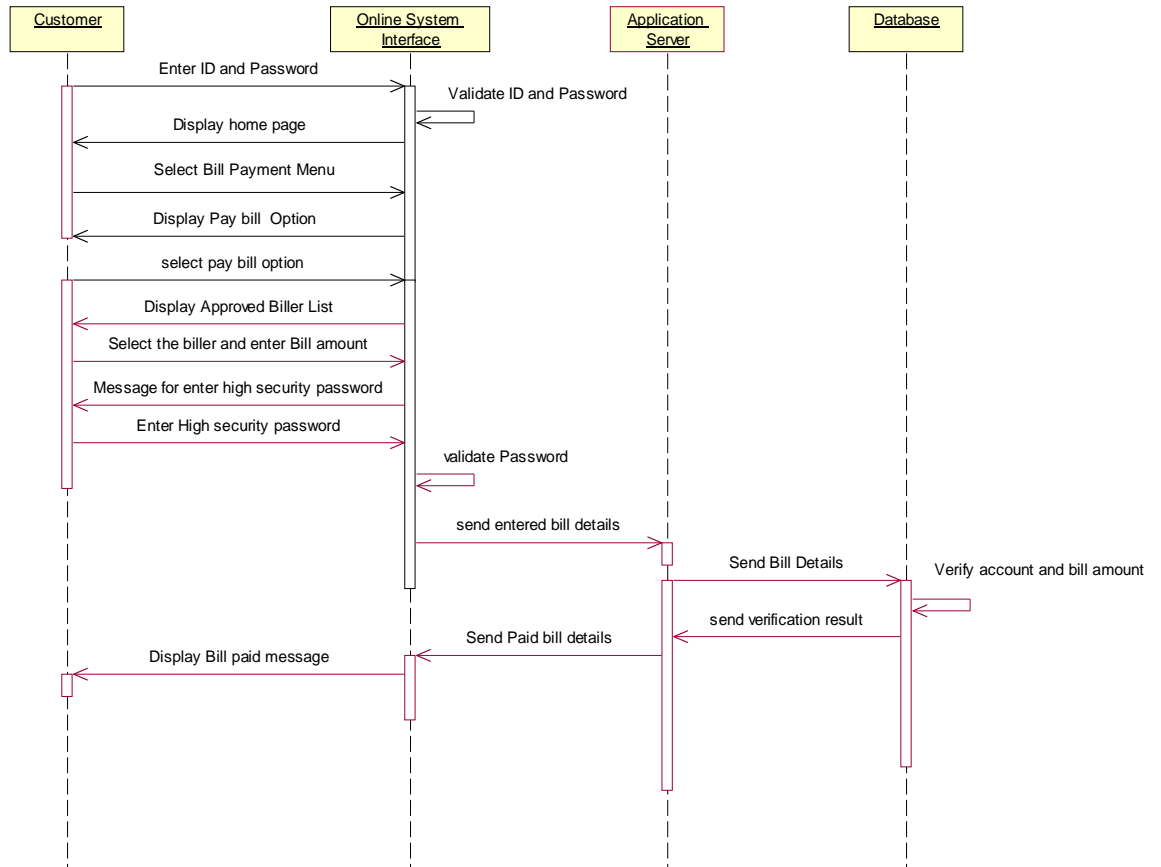 Customer
Online System
Interface
Application
Server
Database
Enter ID and Password
Validate ID and Password
Display home page
Select Bill Payment Menu
Display Pay bill Option
select pay bill option
Display Approved Biller List
Select the biller and enter Bill amount
Message for enter high security password
Enter High security password
validate Password
send entered bill details
Send Bill Details
Verify account and bill amount
send verification result
Send Paid bill details
Display Bill paid message